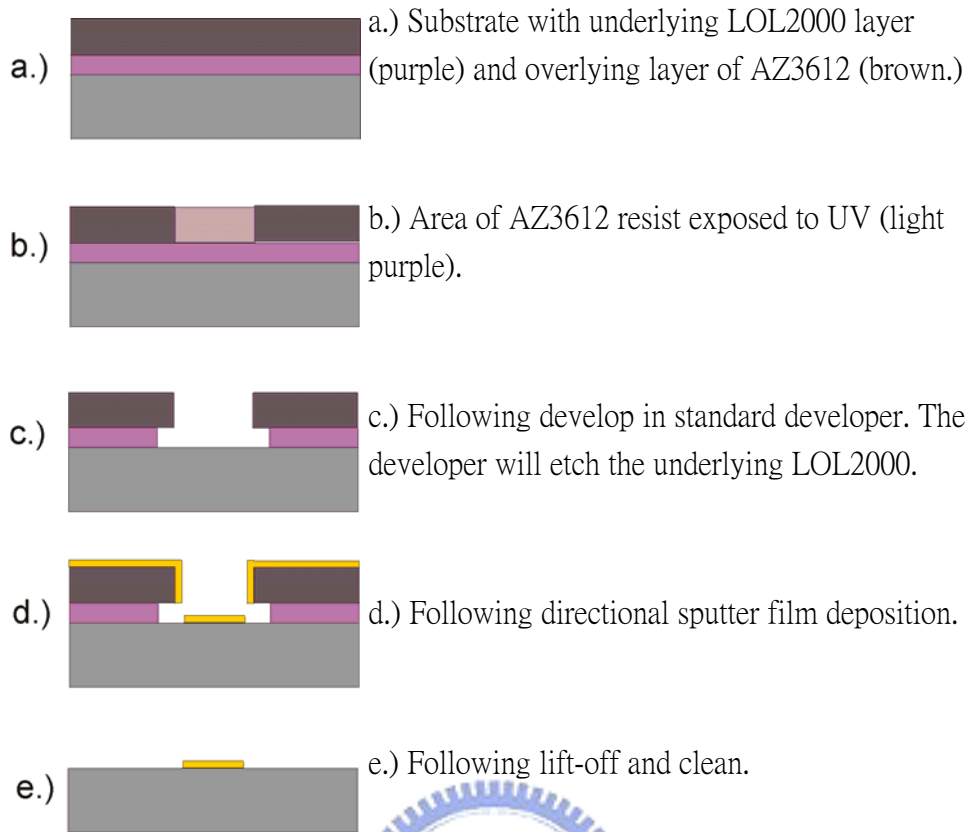 a.) Substrate with underlying LOL2000 layer
a.)
(purple) and overlying layer of AZ3612 (brown.)
b.) Area of AZ3612 resist exposed to UV (light
b.)
purple).
c.) Following develop in standard developer. The
c.)
developer will etch the underlying LOL2000.
d.)
d.) Following directional sputter film deposition.
e.) Following lift-off and clean.
e.)